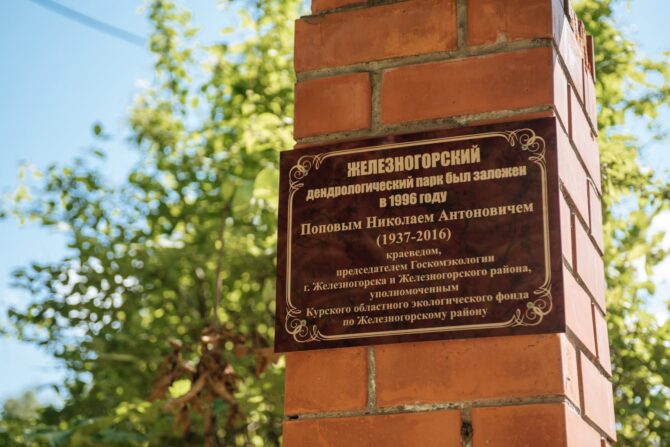 ЖЕЛЕЗНОГОРСКИЙ
дендрологический парк был заложен
в 1996 году
Поповым Николаем Антоновичем
(1937-2016)
краеведом,
председателем Госкомэкологии
г. Железногорска и Железногорского района,
уполномоченным
Курского областного экологического фонда
по Железногорскому району